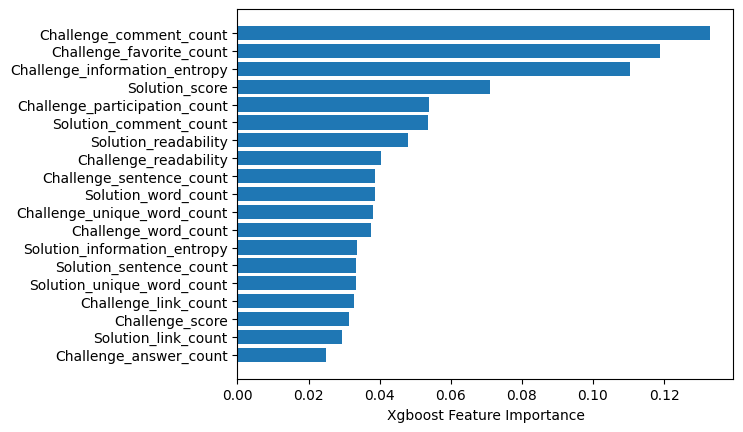 Challenge_comment_count
Challenge_favorite_count
Challenge_information_entropy
Solution_score
Challenge_participation_count
Solution_comment_count
Solution_readability
Challenge_readability
Challenge_sentence_count
Solution_word_count
Challenge_unique_word_count
Challenge_word_count
Solution_information_entropy
Solution_sentence_count
Solution_unique_word_count
Challenge_link_count
Challenge_score
Solution_link_count
Challenge_answer_count
0.00 0.02 0.04 0.06 0.08 0.10 0.12
Xgboost Feature Importance